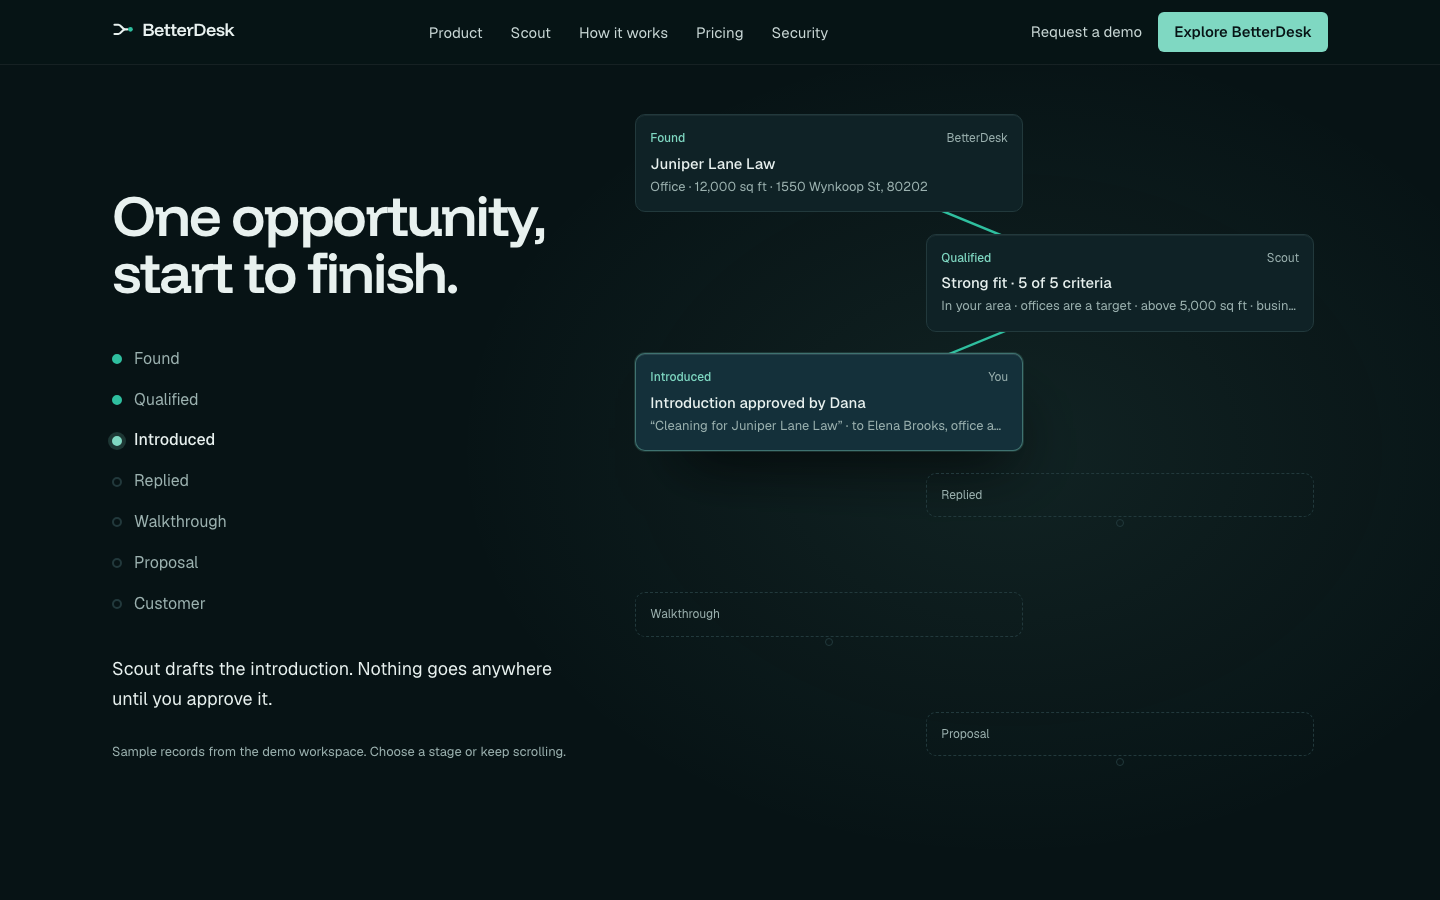 BetterDesk
Product
Scout
How it works
Pricing
Security
Request a demo
Explore BetterDesk
One opportunity,
start to finish.
Found
Qualified
Introduced
Replied
Walkthrough
Proposal
Customer
Scout drafts the introduction. Nothing goes anywhere
until you approve it.
Sample records from the demo workspace. Choose a stage or keep scrolling.
Found
BetterDesk
Juniper Lane Law
Office · 12,000 sq ft · 1550 Wynkoop St, 80202
Qualified
Scout
Strong fit · 5 of 5 criteria
In your area · offices are a target · above 5,000 sq ft · busin…
Introduced
You
Introduction approved by Dana
“Cleaning for Juniper Lane Law” · to Elena Brooks, office a…
Replied
Walkthrough
Proposal